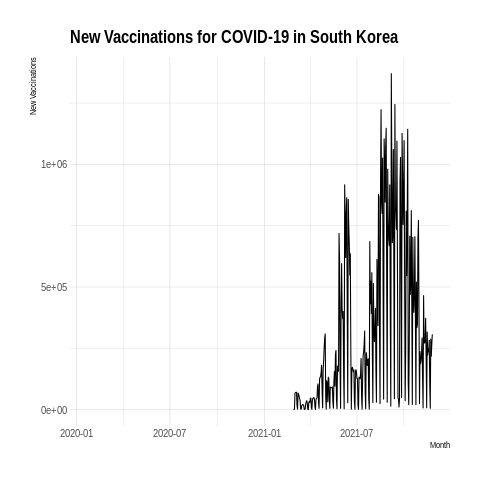 New Vaccinations for COVID-19 in South Korea
New Vaccinations
1e+06
5e+05
0e+00
2020-01 2020-07 2021-01 2021-07
Month